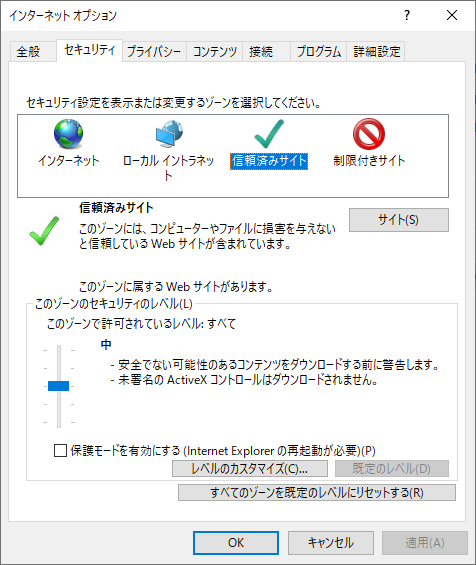 インターネット オプション
全般 セキュリティ プライバシー コンテンツ 接続 プログラム 詳細設定
セキュリティ設定を表示または変更するゾーンを選択してください。
インターネット
ローカル イントラネッ
ト
信頼済みサイト
制限付きサイト
信頼済みサイト
サイト(S)
このゾーンには、コンピューターやファイルに損害を与えない
と信頼している Web サイトが含まれています。
このゾーンに属する Web サイトがあります。
このゾーンのセキュリティのレベル(L)
このゾーンで許可されているレベル: すべて
中
- 安全でない可能性のあるコンテンツをダウンロードする前に警告します。
- 未署名の ActiveX コントロールはダウンロードされません。
保護モードを有効にする (Internet Explorer の再起動が必要)(P)
レベルのカスタマイズ(C)... 既定のレベル(D)
すべてのゾーンを既定のレベルにリセットする(R)
OK キャンセル 適用(A)